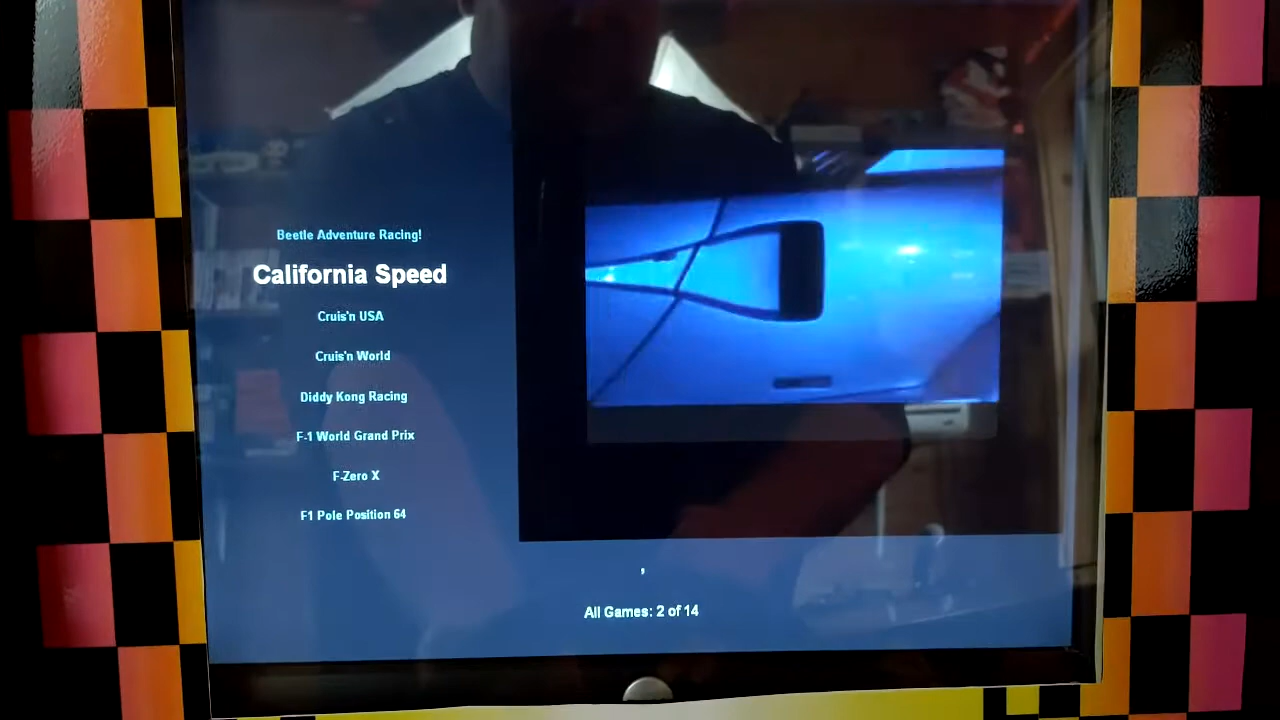 Beetle Adventure Racing!
California Speed
Cruis'n USA
Cruis'n World
Diddy Kong Racing
F-1 World Grand Prix
F-Zero X
F1 Pole Position 64
,
All Games: 2 of 14